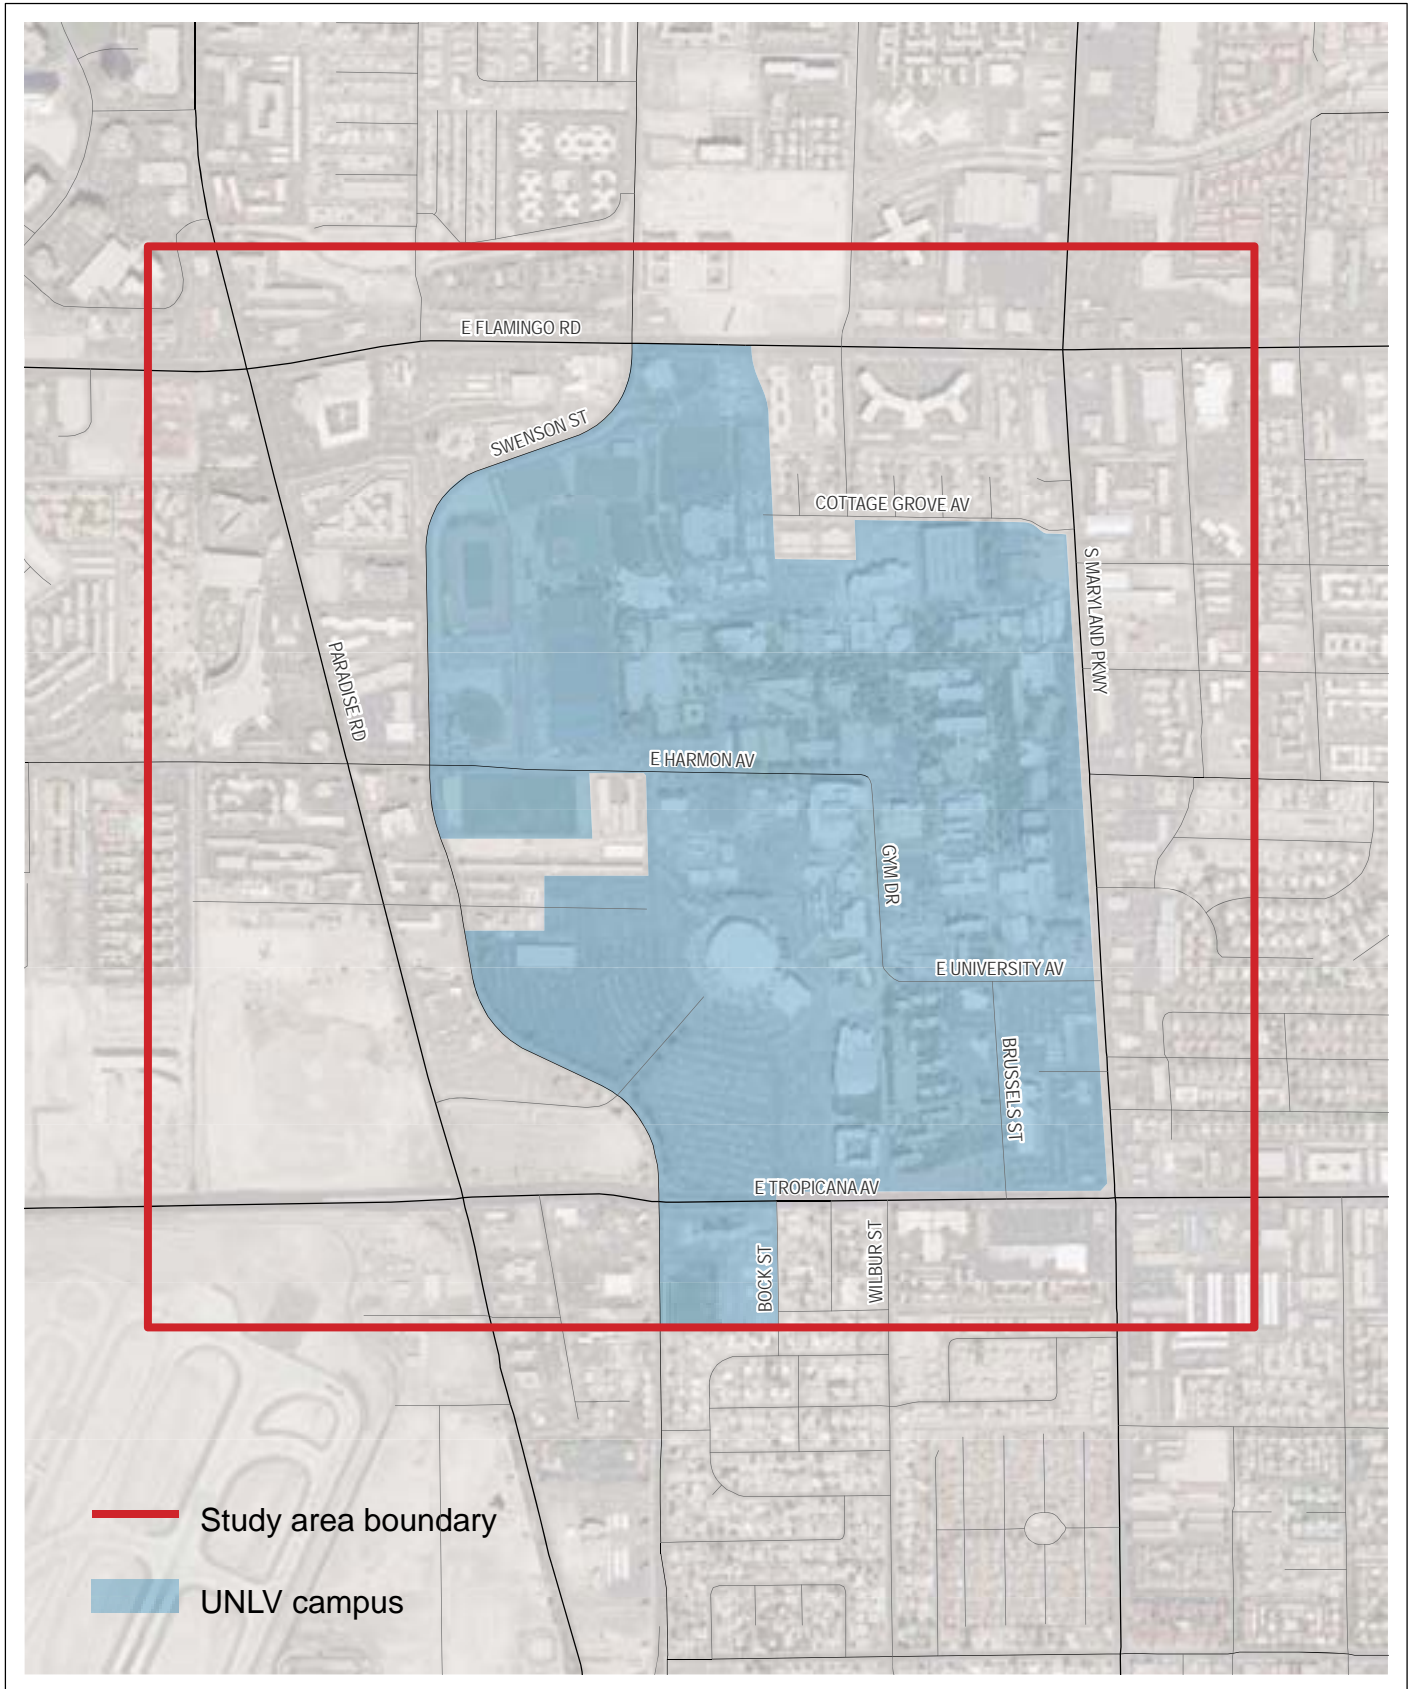 E FLAMINGO RD
SWENSON ST
COTTAGE GROVE AV
S MARYLAND PKWY
PARADISE RD
E HARMON AV
GYM DR
E UNIVERSITY AV
BRUSSELS ST
E TROPICANA AV
BOCK ST
WILBUR ST
Study area boundary
UNLV campus